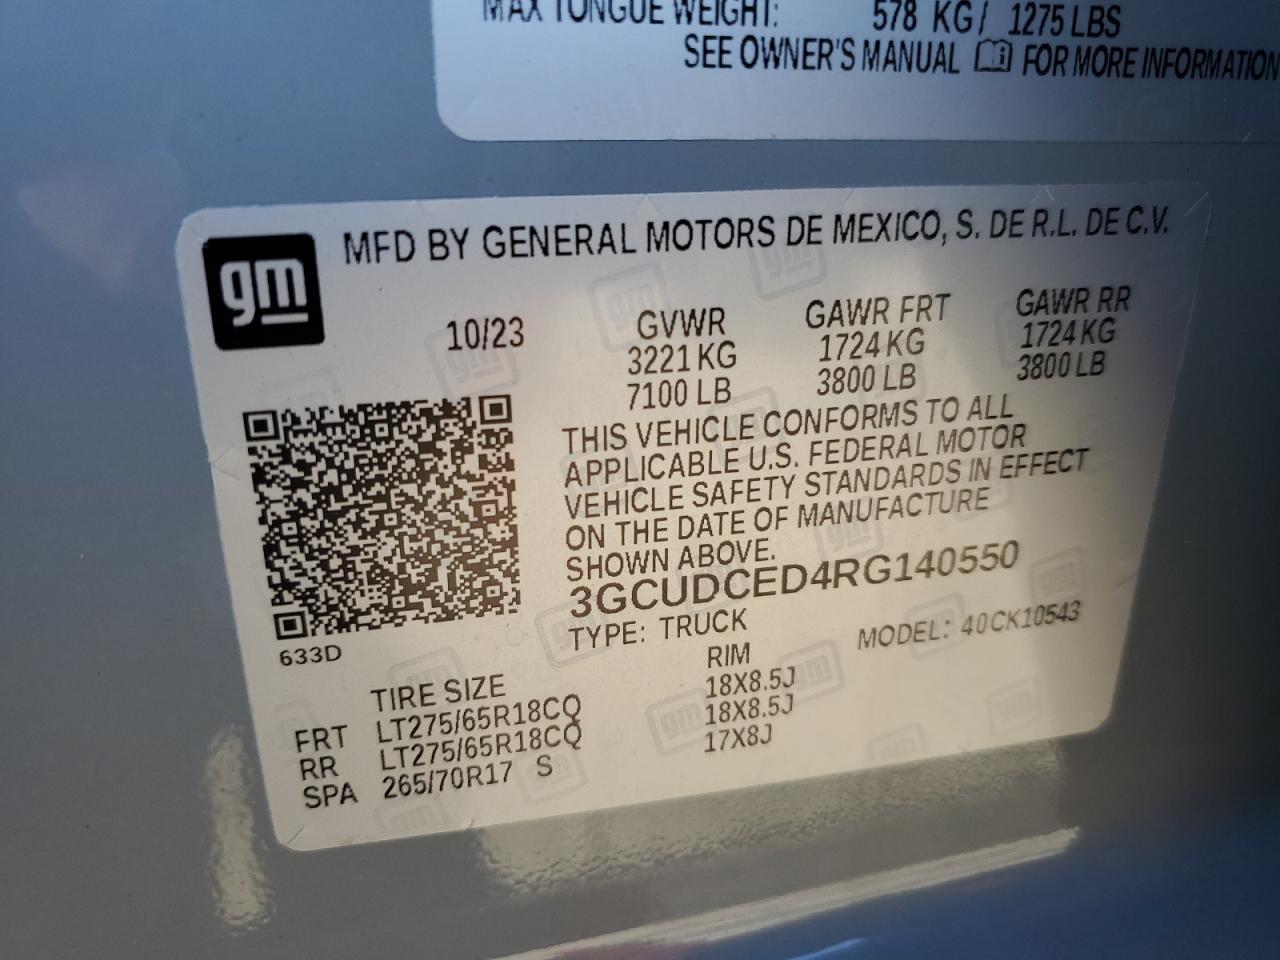 MAX TONGUE WEIGHT: 578 KG/ 1275 LBS
SEE OWNER'S MANUAL FOR MORE INFORMATION
gm
MFD BY GENERAL MOTORS DE MEXICO, S. DE R.L. DE C.V.
10/23 GVWR GAWR FRT GAWR RR
3221 KG 1724 KG 1724 KG
7100 LB 3800 LB 3800 LB
THIS VEHICLE CONFORMS TO ALL
APPLICABLE U.S. FEDERAL MOTOR
VEHICLE SAFETY STANDARDS IN EFFECT
ON THE DATE OF MANUFACTURE
SHOWN ABOVE.
3GCUDCED4RG140550
TYPE: TRUCK MODEL: 40CK10543
633D
TIRE SIZE RIM
FRT LT275/65R18CQ 18X8.5J
RR LT275/65R18CQ 18X8.5J
SPA 265/70R17 S 17X8J